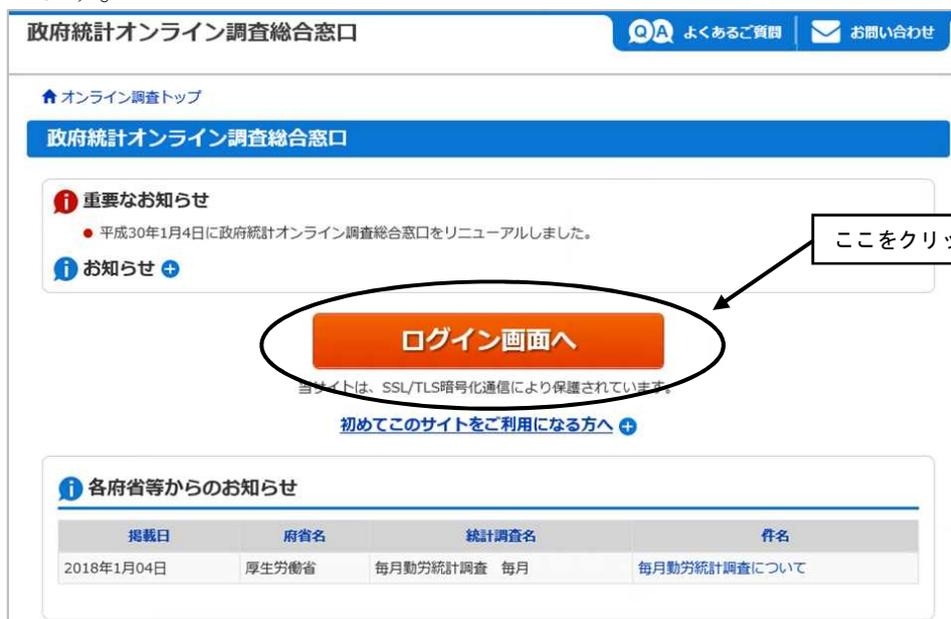 政府統計オンライン調査総合窓口
QA よくあるご質問
お問い合わせ
オンライン調査トップ
政府統計オンライン調査総合窓口
重要なお知らせ
● 平成30年1月4日に政府統計オンライン調査総合窓口をリニューアルしました。
ここをクリッ
お知らせ
ログイン画面へ
当サイトは、SSL/TLS暗号化通信により保護されています。
初めてこのサイトをご利用になる方へ
各府省等からのお知らせ
掲載日 府省名 統計調査名 件名
2018年1月04日 厚生労働省 毎月勤労統計調査 毎月 毎月勤労統計調査について